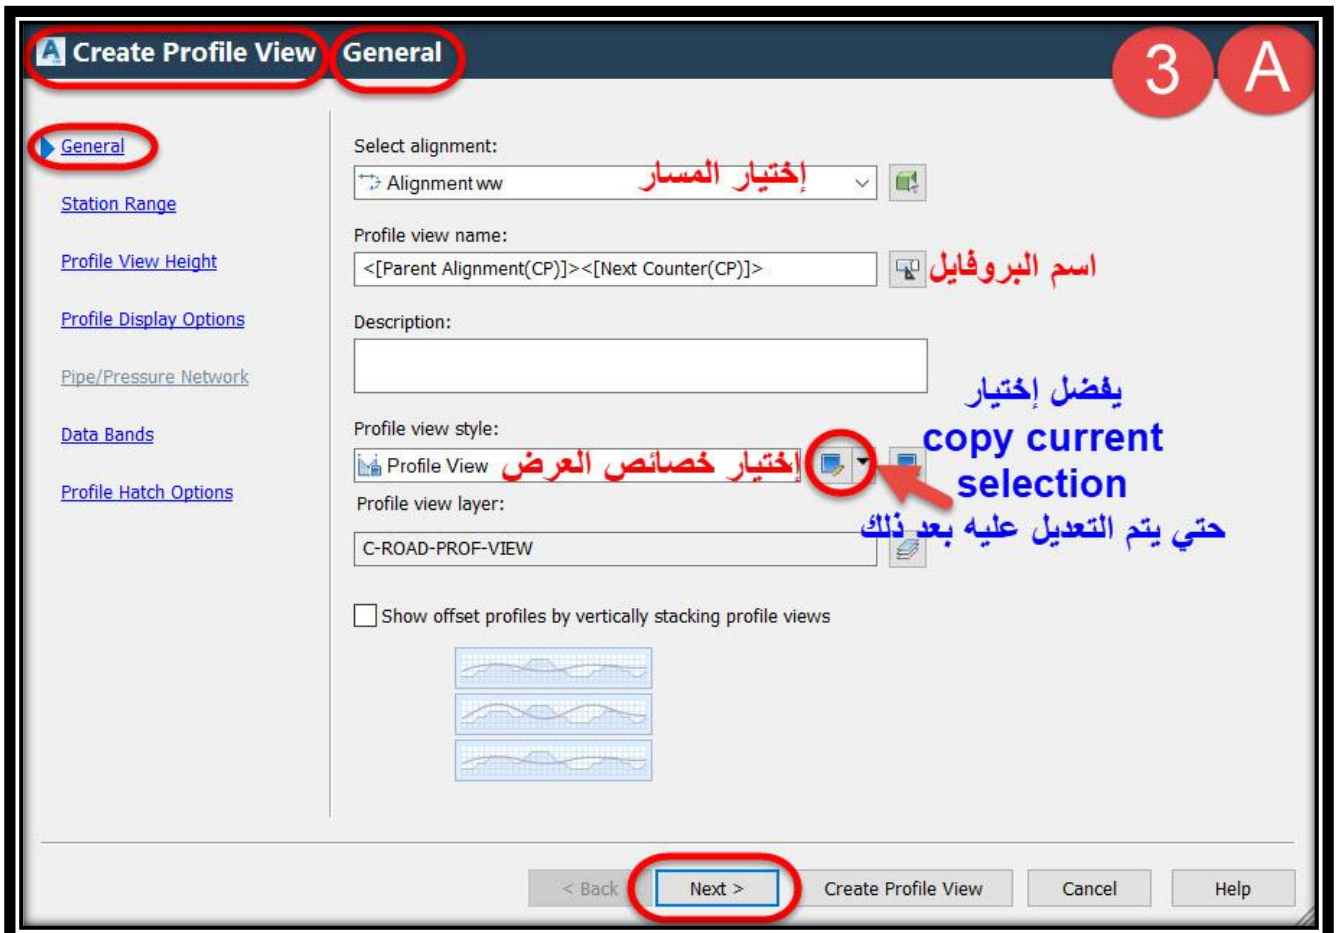 Create Profile View General
3 A
General
Station Range
Profile View Height
Profile Display Options
Pipe/Pressure Network
Data Bands
Profile Hatch Options
Select alignment:
Alignment ww إختيار المسار
Profile view name:
<[Parent Alignment(CP)]><[Next Counter(CP)]> اسم البروفايل
Description:
يفضل إختيار
copy current
selection
حتي يتم التعديل عليه بعد ذلك
Profile view style:
Profile View إختيار خصائص العرض
Profile view layer:
C-ROAD-PROF-VIEW
Show offset profiles by vertically stacking profile views
< Back Next > Create Profile View Cancel Help